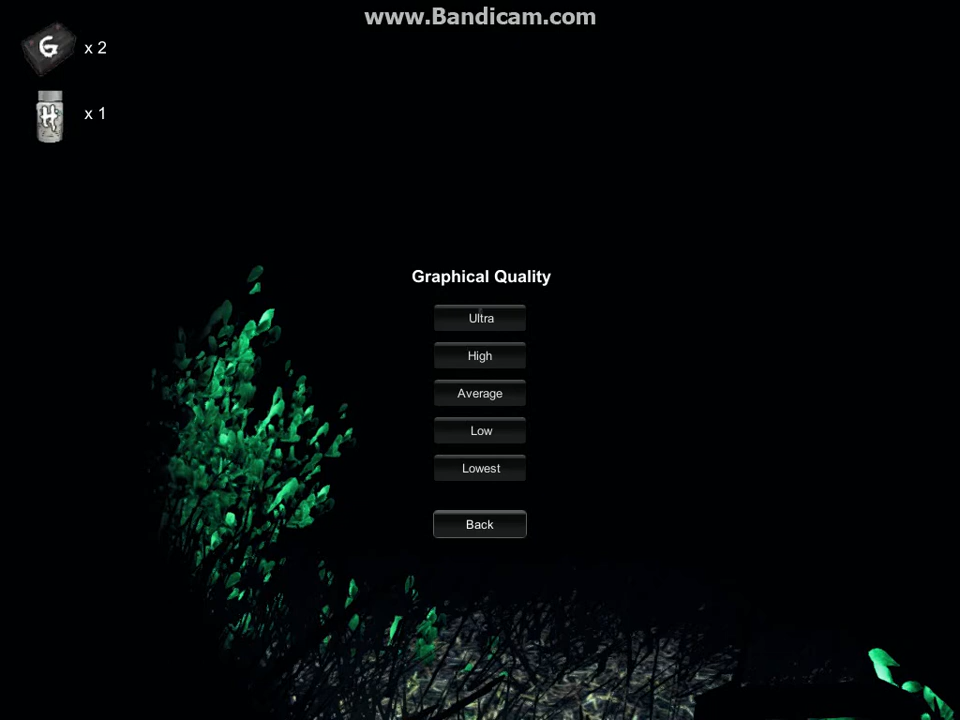 www.Bandicam.com
G x 2
H x 1
Graphical Quality
Ultra
High
Average
Low
Lowest
Back